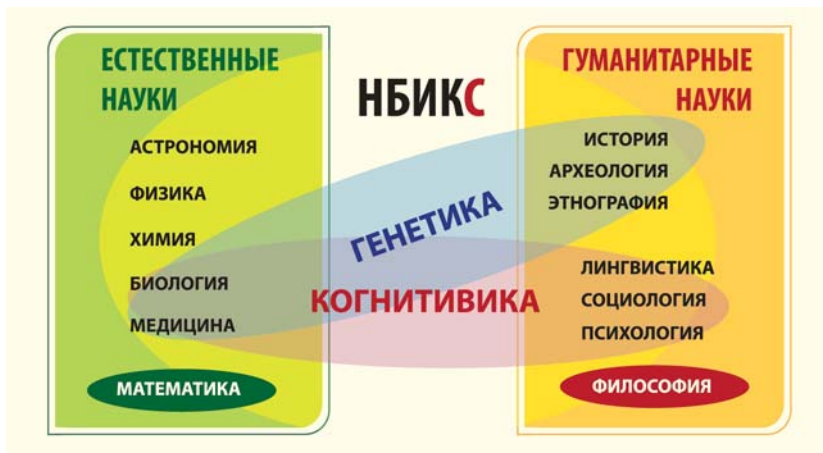 ЕСТЕСТВЕННЫЕ
НАУКИ
АСТРОНОМИЯ
ФИЗИКА
ХИМИЯ
БИОЛОГИЯ
МЕДИЦИНА
МАТЕМАТИКА
НБИКС
ГЕНЕТИКА
КОГНИТИВИКА
ГУМАНИТАРНЫЕ
НАУКИ
ИСТОРИЯ
АРХЕОЛОГИЯ
ЭТНОГРАФИЯ
ЛИНГВИСТИКА
СОЦИОЛОГИЯ
ПСИХОЛОГИЯ
ФИЛОСОФИЯ